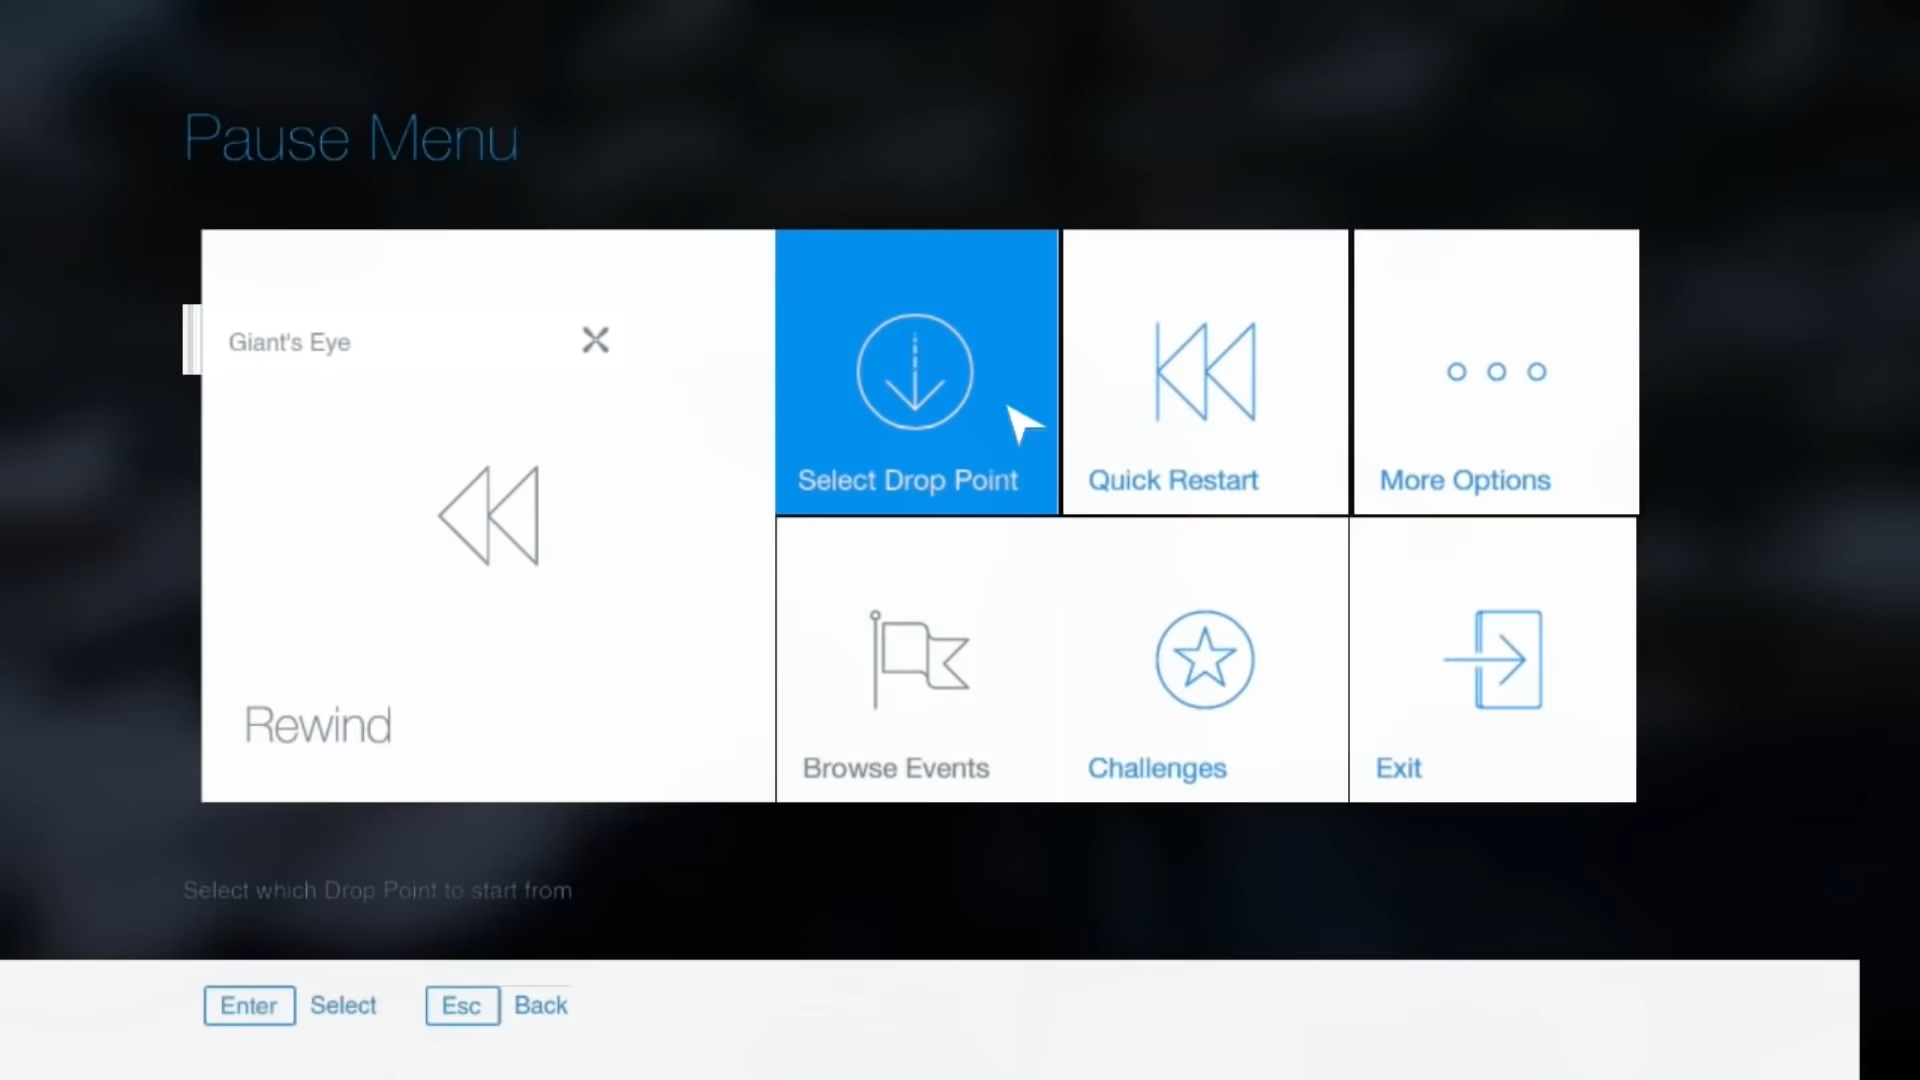 Pause Menu
Giant's Eye
Rewind
Select Drop Point
Quick Restart
More Options
Browse Events
Challenges
Exit
Select which Drop Point to start from
Enter Select Esc Back